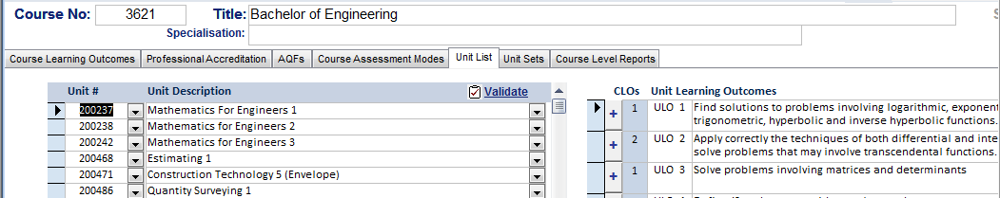 Course No: 3621 Title: Bachelor of Engineering
Specialisation:
Course Learning Outcomes Professional Accreditation AQFs Course Assessment Modes Unit List Unit Sets Course Level Reports
Unit # Unit Description Validate
200237 Mathematics For Engineers 1
200238 Mathematics for Engineers 2
200242 Mathematics for Engineers 3
200468 Estimating 1
200471 Construction Technology 5 (Envelope)
200486 Quantity Surveying 1
CLOs Unit Learning Outcomes
+ 1 ULO 1 Find solutions to problems involving logarithmic, exponent
trigonometric, hyperbolic and inverse hyperbolic functions.
+ 2 ULO 2 Apply correctly the techniques of both differential and inte
solve problems that may involve transcendental functions.
+ 1 ULO 3 Solve problems involving matrices and determinants